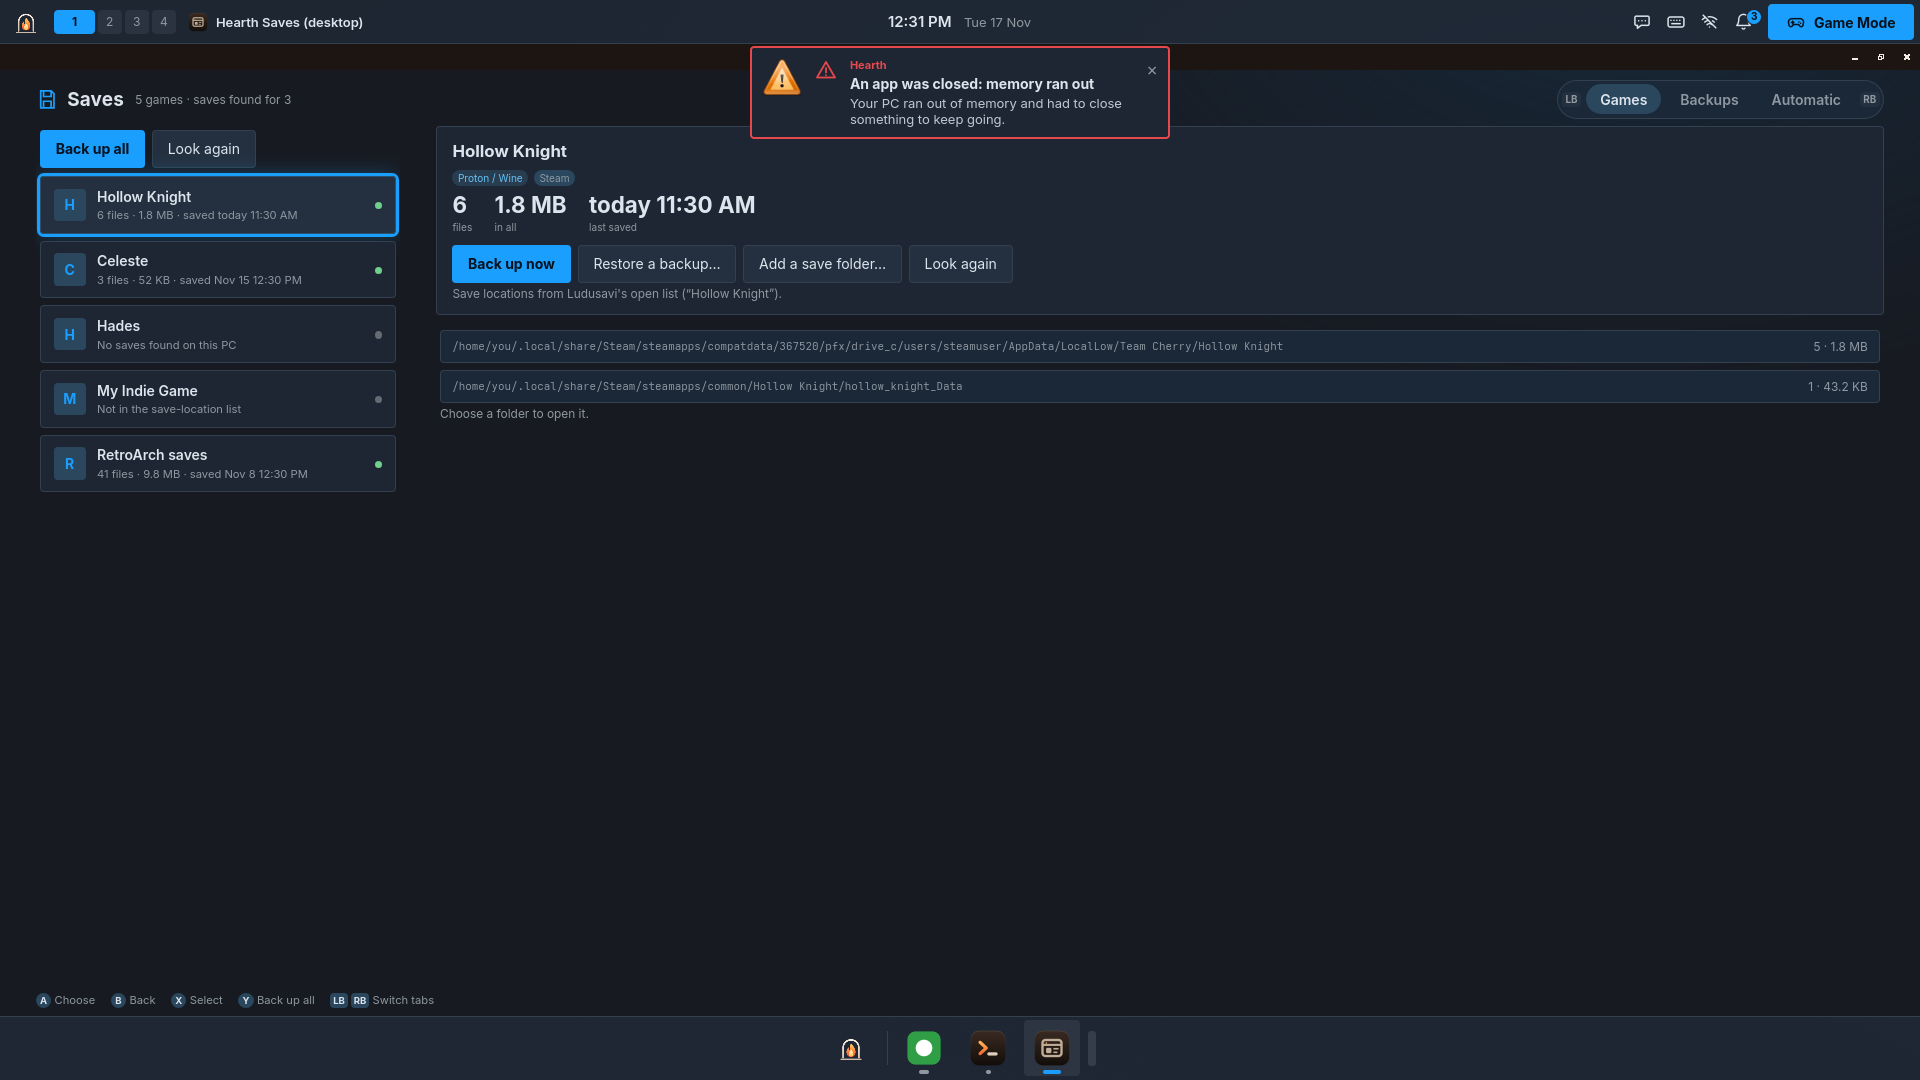 1 2 3 4 Hearth Saves (desktop) 12:31 PM Tue 17 Nov 3 Game Mode
Hearth
An app was closed: memory ran out
Your PC ran out of memory and had to close
something to keep going.
Saves 5 games · saves found for 3
LB Games Backups Automatic RB
Back up all Look again
H Hollow Knight
6 files · 1.8 MB · saved today 11:30 AM
C Celeste
3 files · 52 KB · saved Nov 15 12:30 PM
H Hades
No saves found on this PC
M My Indie Game
Not in the save-location list
R RetroArch saves
41 files · 9.8 MB · saved Nov 8 12:30 PM
Hollow Knight
Proton / Wine Steam
6 1.8 MB today 11:30 AM
files in all last saved
Back up now Restore a backup... Add a save folder... Look again
Save locations from Ludusavi's open list (“Hollow Knight”).
/home/you/.local/share/Steam/steamapps/compatdata/367520/pfx/drive_c/users/steamuser/AppData/LocalLow/Team Cherry/Hollow Knight 5 · 1.8 MB
/home/you/.local/share/Steam/steamapps/common/Hollow Knight/hollow_knight_Data 1 · 43.2 KB
Choose a folder to open it.
A Choose B Back X Select Y Back up all LB RB Switch tabs